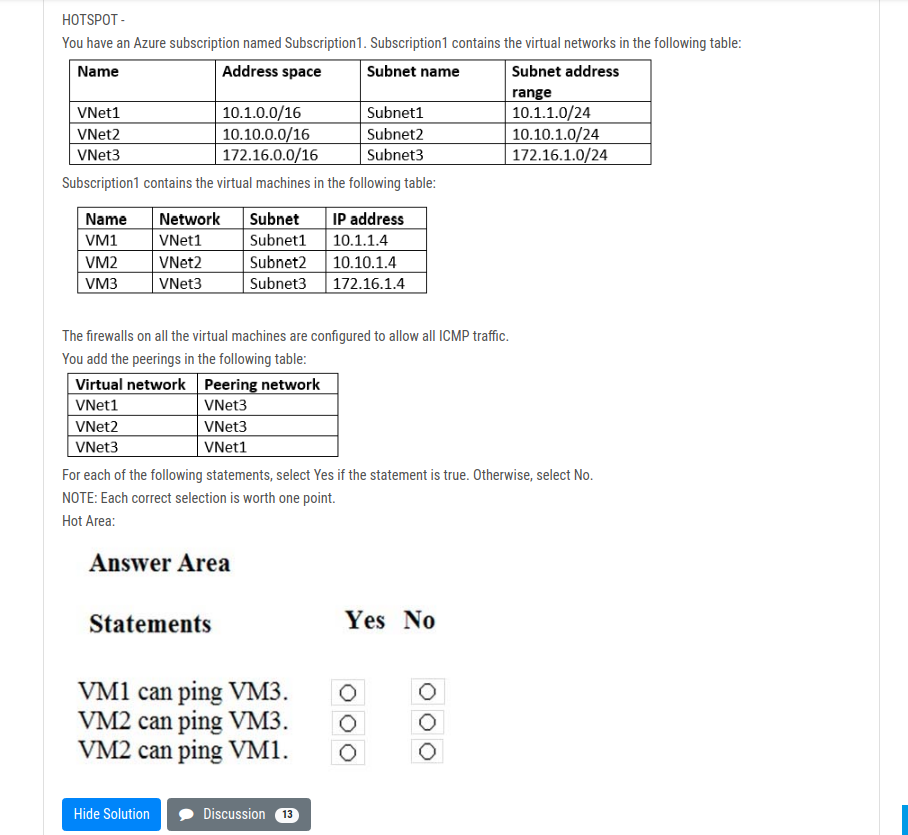 HOTSPOT -
You have an Azure subscription named Subscription1. Subscription1 contains the virtual networks in the following table:
Name Address space Subnet name Subnet address range
VNet1 10.1.0.0/16 Subnet1 10.1.1.0/24
VNet2 10.10.0.0/16 Subnet2 10.10.1.0/24
VNet3 172.16.0.0/16 Subnet3 172.16.1.0/24
Subscription1 contains the virtual machines in the following table:
Name Network Subnet IP address
VM1 VNet1 Subnet1 10.1.1.4
VM2 VNet2 Subnet2 10.10.1.4
VM3 VNet3 Subnet3 172.16.1.4
The firewalls on all the virtual machines are configured to allow all ICMP traffic.
You add the peerings in the following table:
Virtual network Peering network
VNet1 VNet3
VNet2 VNet3
VNet3 VNet1
For each of the following statements, select Yes if the statement is true. Otherwise, select No.
NOTE: Each correct selection is worth one point.
Hot Area:
Answer Area
Statements Yes No
VM1 can ping VM3.
VM2 can ping VM3.
VM2 can ping VM1.
Hide Solution Discussion 13